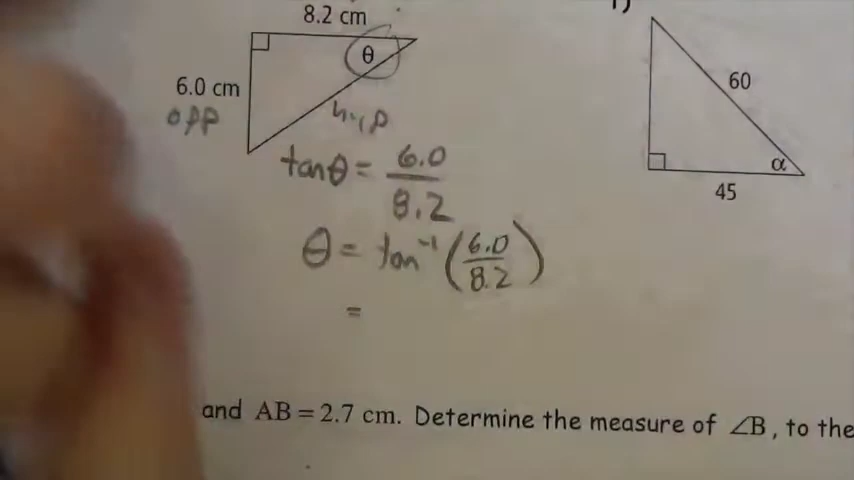 8.2 cm
θ
6.0 cm
opp
hyp
tanθ = 6.0/8.2
θ = tan⁻¹(6.0/8.2)
=
60
α
45
and AB = 2.7 cm. Determine the measure of ∠B, to the